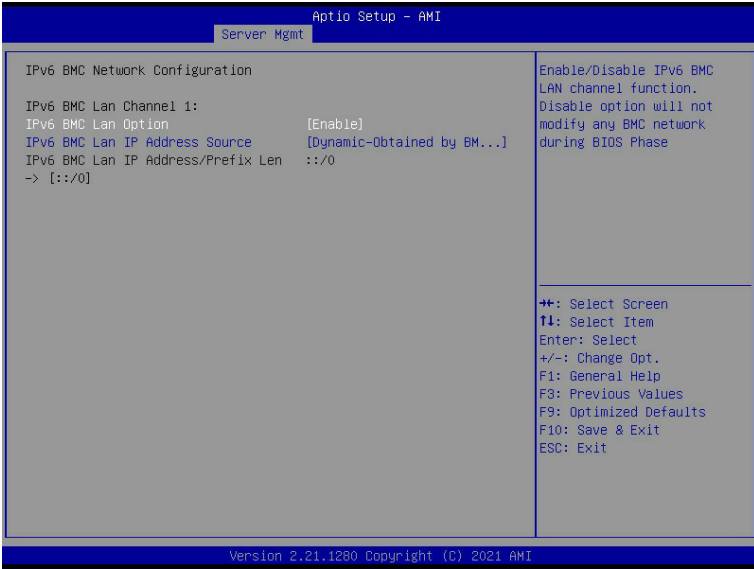 Aptio Setup – AMI
Server Mgmt
IPv6 BMC Network Configuration
IPv6 BMC Lan Channel 1:
IPv6 BMC Lan Option [Enable]
IPv6 BMC Lan IP Address Source [Dynamic-Obtained by BM...]
IPv6 BMC Lan IP Address/Prefix Len ::/0
-> [::/0]
Enable/Disable IPv6 BMC
LAN channel function.
Disable option will not
modify any BMC network
during BIOS Phase
→←: Select Screen
↑↓: Select Item
Enter: Select
+/-: Change Opt.
F1: General Help
F3: Previous Values
F9: Optimized Defaults
F10: Save & Exit
ESC: Exit
Version 2.21.1280 Copyright (C) 2021 AMI